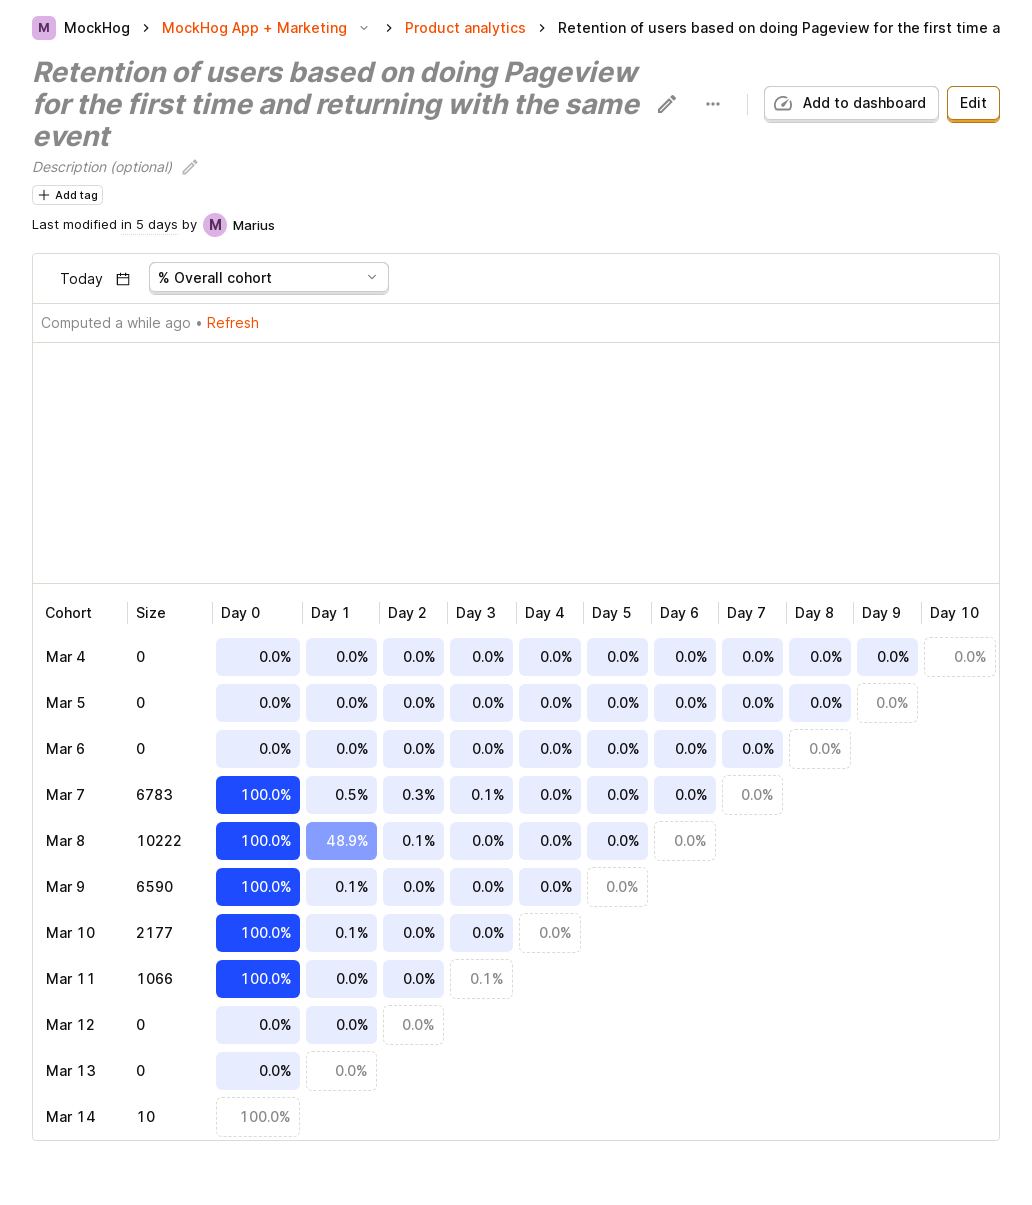 M MockHog > MockHog App + Marketing > Product analytics > Retention of users based on doing Pageview for the first time a
Retention of users based on doing Pageview
for the first time and returning with the same
event
Add to dashboard Edit
Description (optional)
Add tag
Last modified in 5 days by M Marius
Today % Overall cohort
Computed a while ago • Refresh
Cohort Size Day 0 Day 1 Day 2 Day 3 Day 4 Day 5 Day 6 Day 7 Day 8 Day 9 Day 10
Mar 4 0 0.0% 0.0% 0.0% 0.0% 0.0% 0.0% 0.0% 0.0% 0.0% 0.0% 0.0%
Mar 5 0 0.0% 0.0% 0.0% 0.0% 0.0% 0.0% 0.0% 0.0% 0.0% 0.0%
Mar 6 0 0.0% 0.0% 0.0% 0.0% 0.0% 0.0% 0.0% 0.0% 0.0%
Mar 7 6783 100.0% 0.5% 0.3% 0.1% 0.0% 0.0% 0.0% 0.0%
Mar 8 10222 100.0% 48.9% 0.1% 0.0% 0.0% 0.0% 0.0%
Mar 9 6590 100.0% 0.1% 0.0% 0.0% 0.0% 0.0%
Mar 10 2177 100.0% 0.1% 0.0% 0.0% 0.0%
Mar 11 1066 100.0% 0.0% 0.0% 0.1%
Mar 12 0 0.0% 0.0% 0.0%
Mar 13 0 0.0% 0.0%
Mar 14 10 100.0%